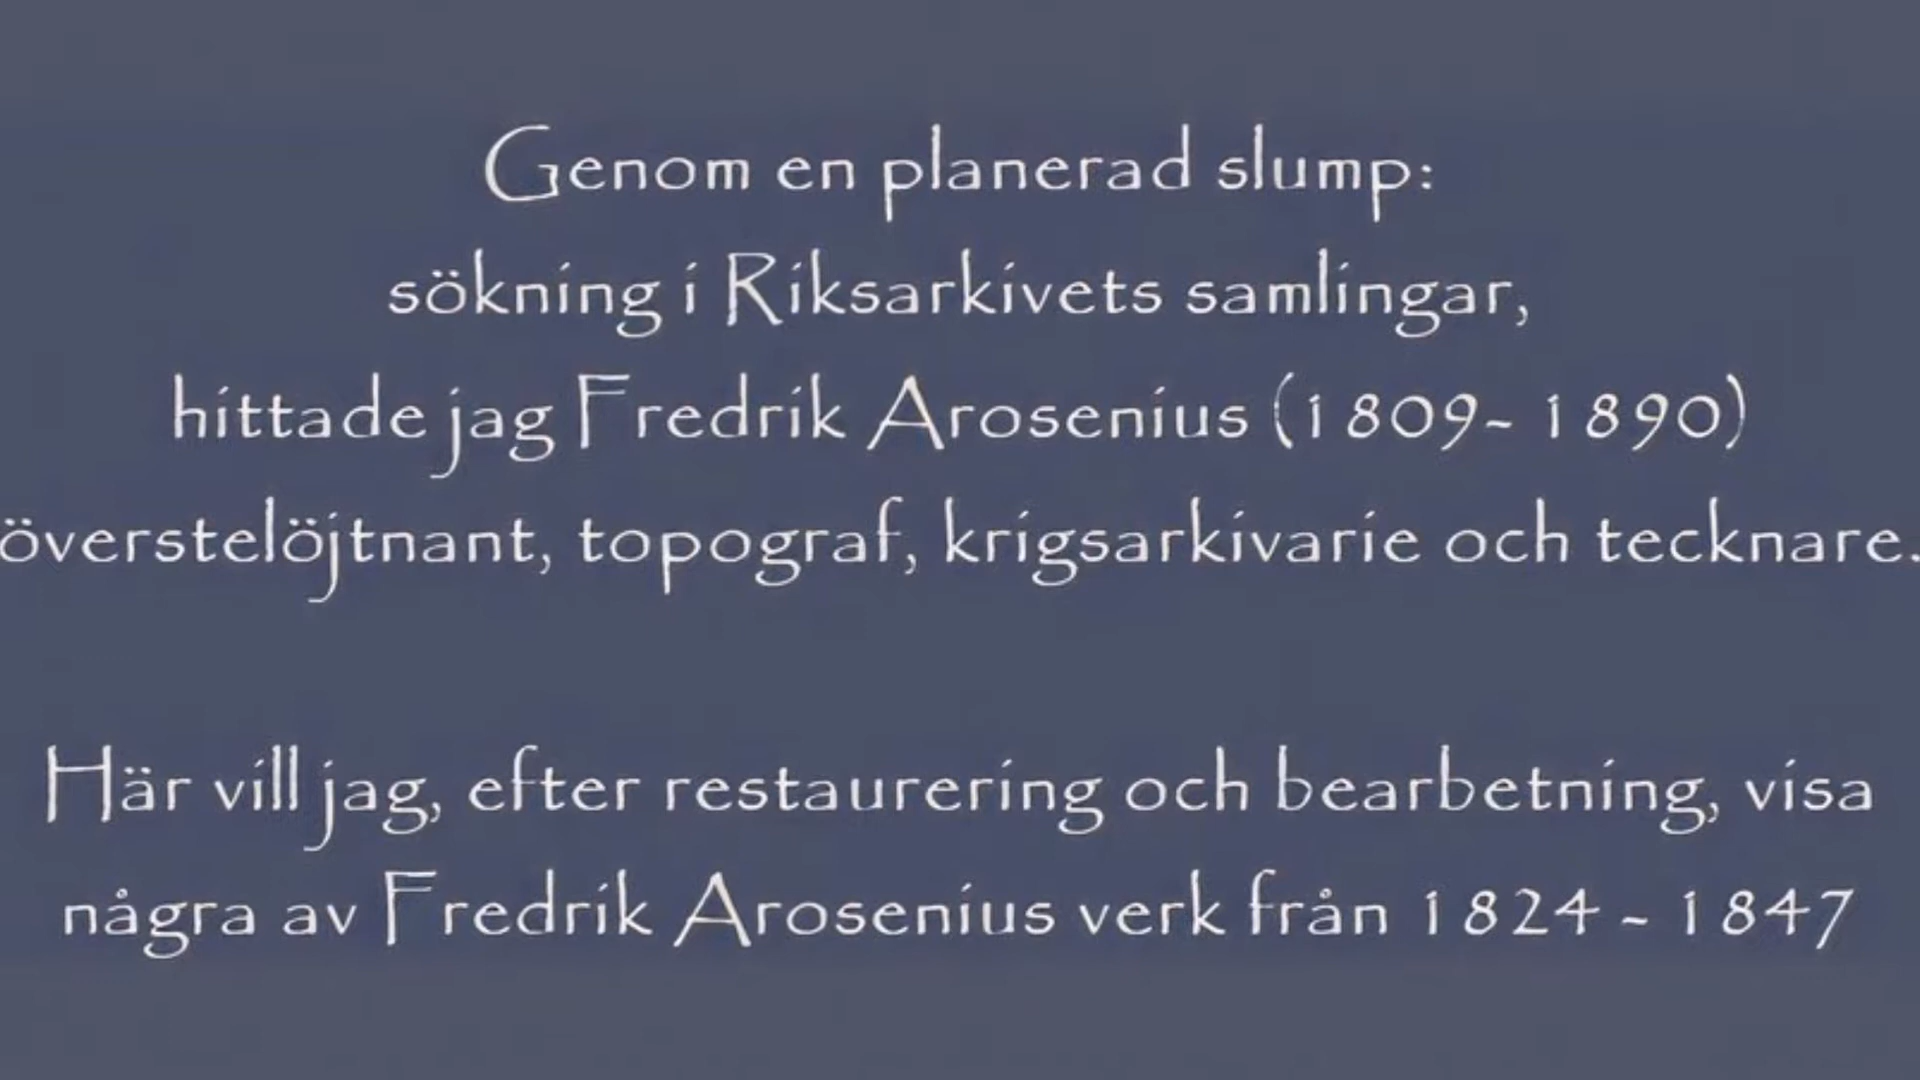 Genom en planerad slump:
sökning i Riksarkivets samlingar,
hittade jag Fredrik Arosenius (1809- 1890)
överstelöjtnant, topograf, krigsarkivarie och tecknare.
Här vill jag, efter restaurering och bearbetning, visa
några av Fredrik Arosenius verk från 1824 - 1847